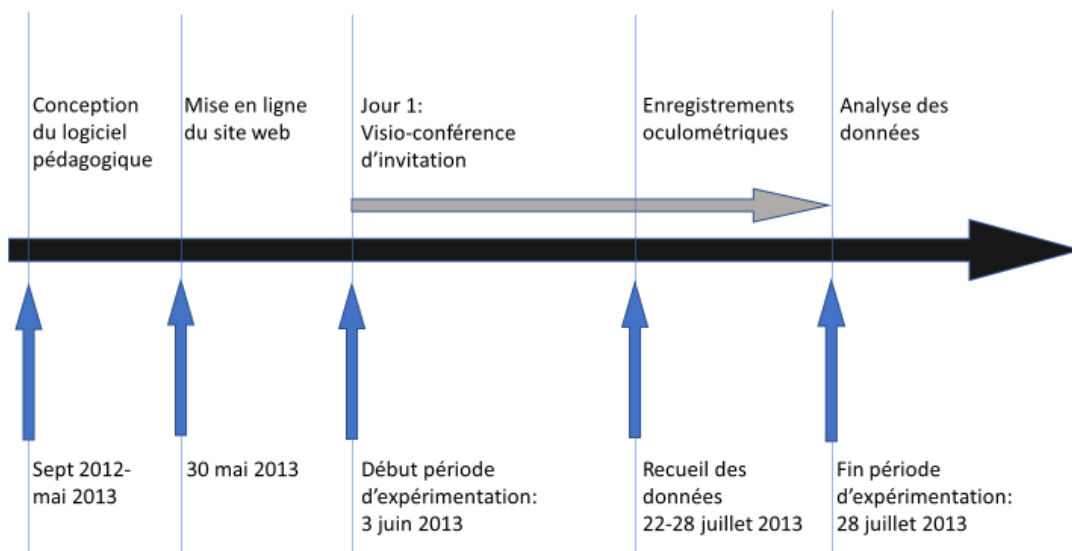 Conception
du logiciel
pédagogique
Mise en ligne
du site web
Jour 1:
Visio-conférence
d'invitation
Enregistrements
oculométriques
Analyse des
données
Sept 2012-
mai 2013
30 mai 2013
Début période
d'expérimentation:
3 juin 2013
Recueil des
données
22-28 juillet 2013
Fin période
d'expérimentation:
28 juillet 2013